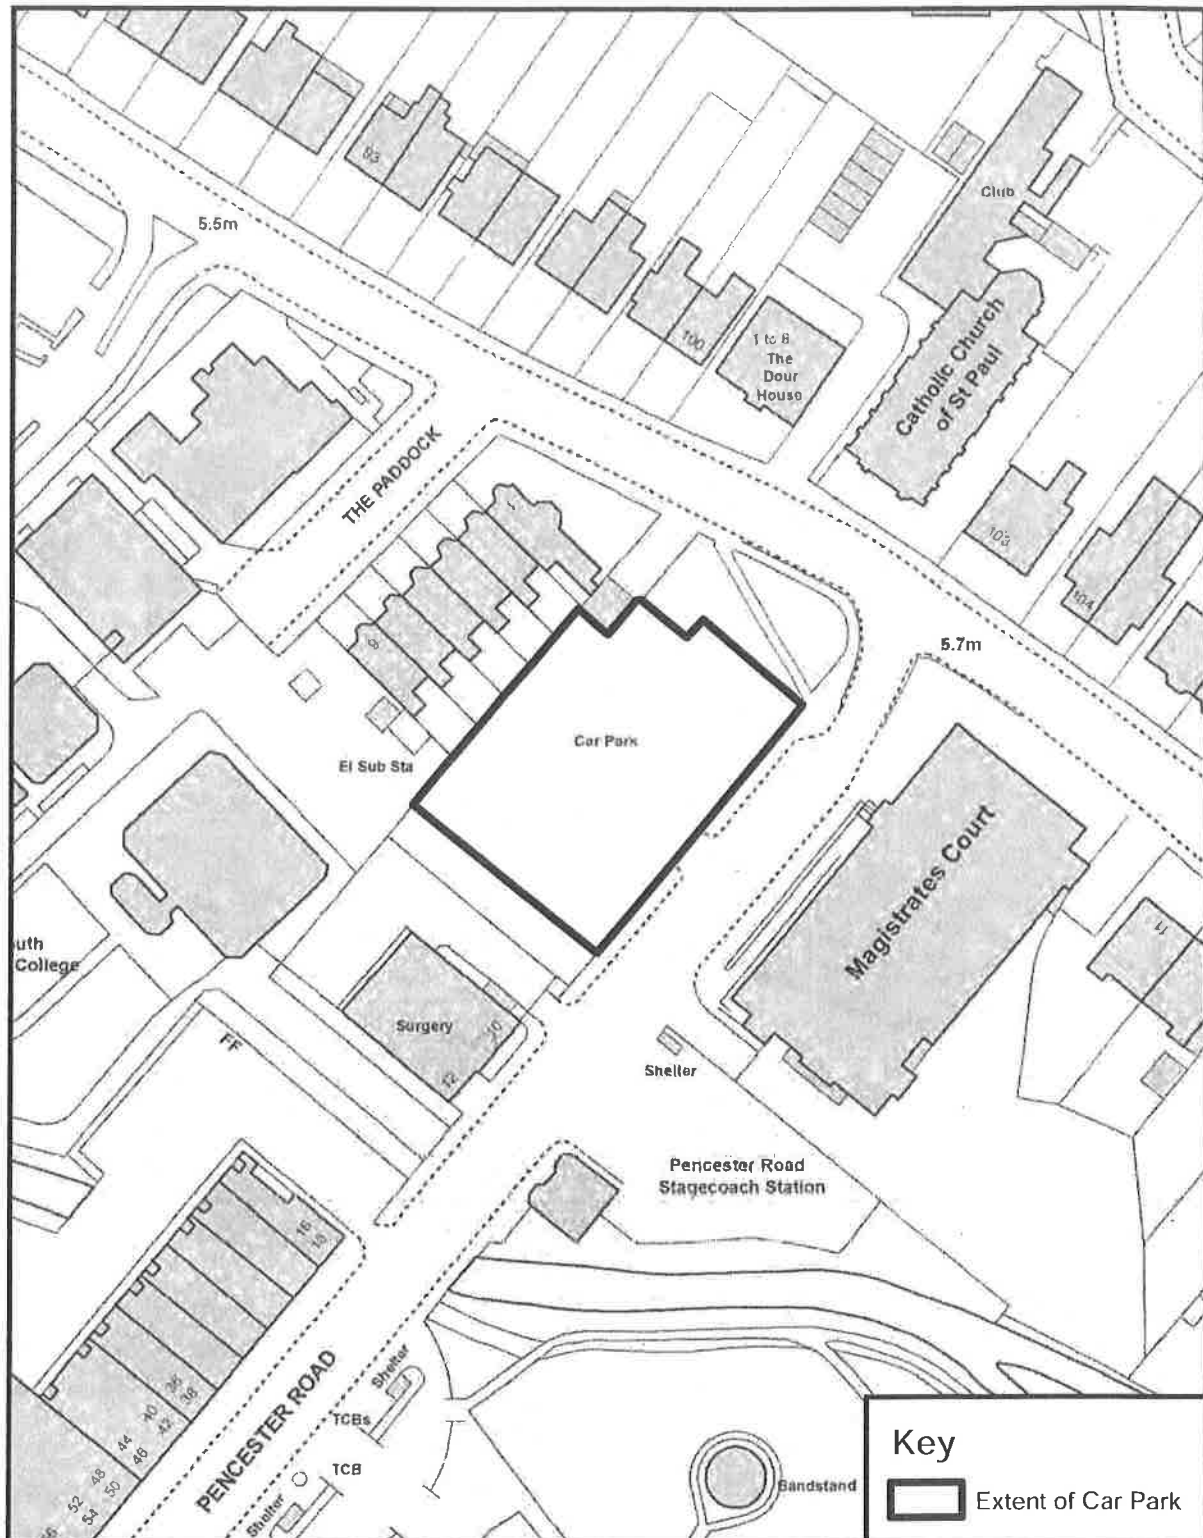 93
5.5m
Club
100
1 to 8
The
Dour
House
Catholic Church
of St Paul
THE PADDOCK
1
103
104
5.7m
Car Park
El Sub Sta
Magistrates Court
11
uth
College
Surgery
10
12
FF
Shelter
Pencester Road
Stagecoach Station
16
18
36
38
40
42
44
46
48
50
52
54
56
PENCESTER ROAD
Shelter
TCBs
TCB
Shelter
Bandstand
Key
Extent of Car Park